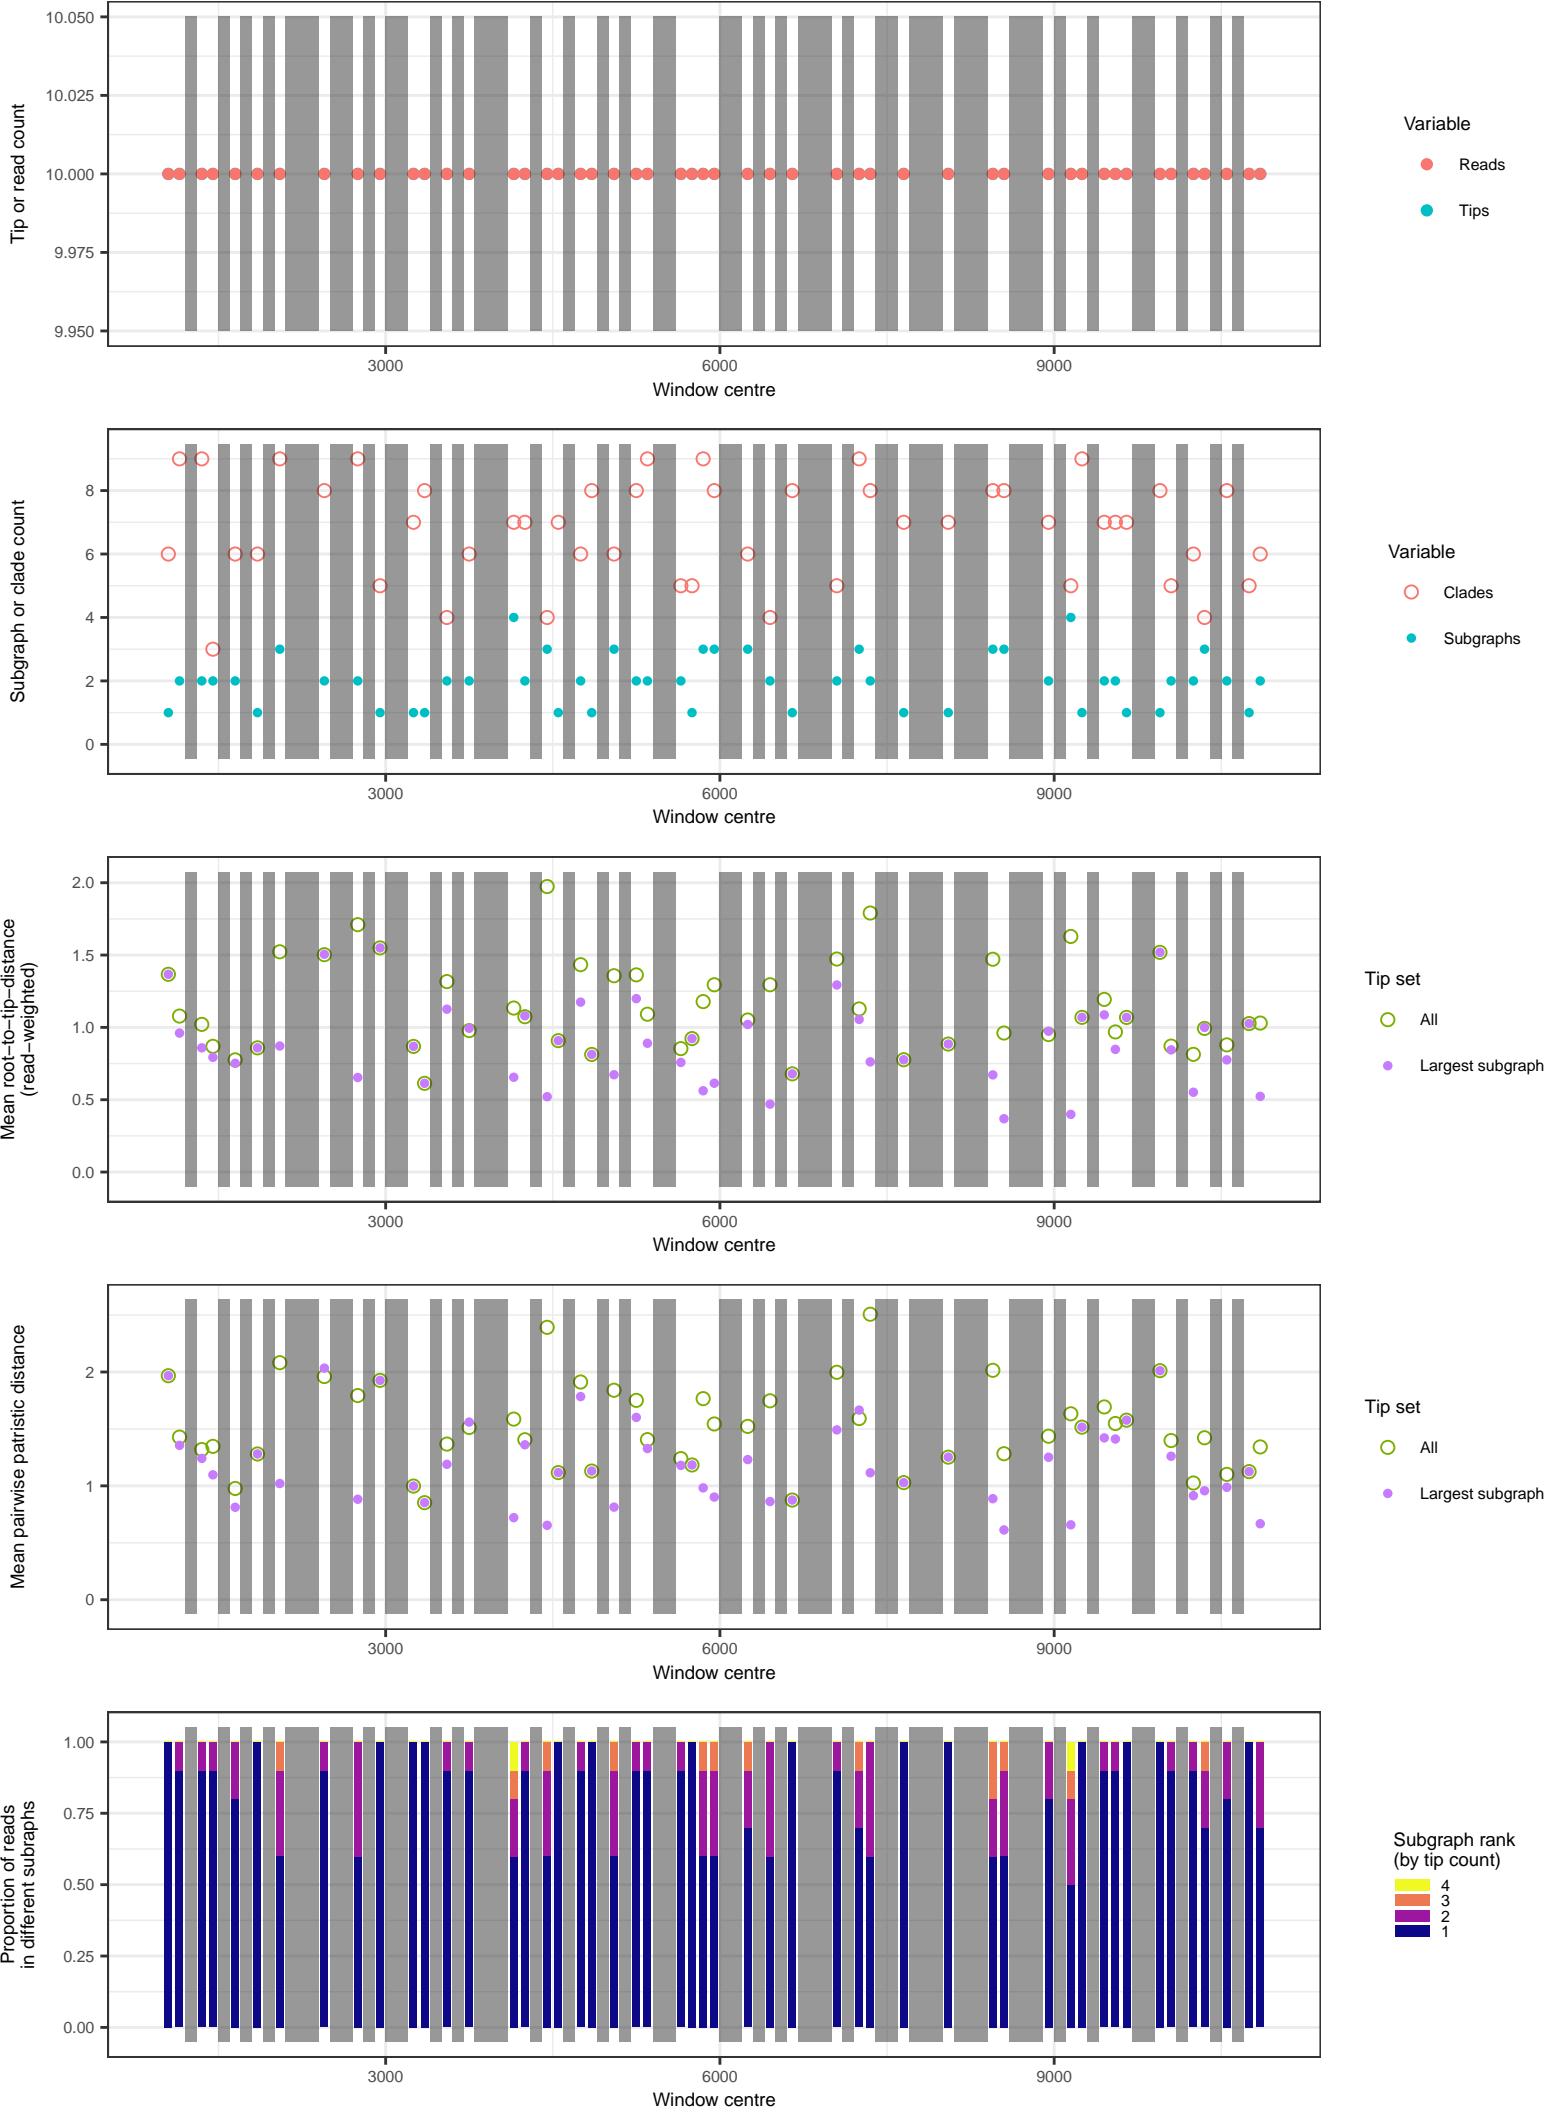 10.050
10.025
10.000
9.975
9.950
Tip or read count
3000 6000 9000
Window centre
Variable
Reads
Tips
8
6
4
2
0
Subgraph or clade count
3000 6000 9000
Window centre
Variable
Clades
Subgraphs
2.0
1.5
1.0
0.5
0.0
Mean root−to−tip−distance
(read−weighted)
3000 6000 9000
Window centre
Tip set
All
Largest subgraph
2
1
0
Mean pairwise patristic distance
3000 6000 9000
Window centre
Tip set
All
Largest subgraph
1.00
0.75
0.50
0.25
0.00
Proportion of reads
in different subraphs
3000 6000 9000
Window centre
Subgraph rank
(by tip count)
4
3
2
1